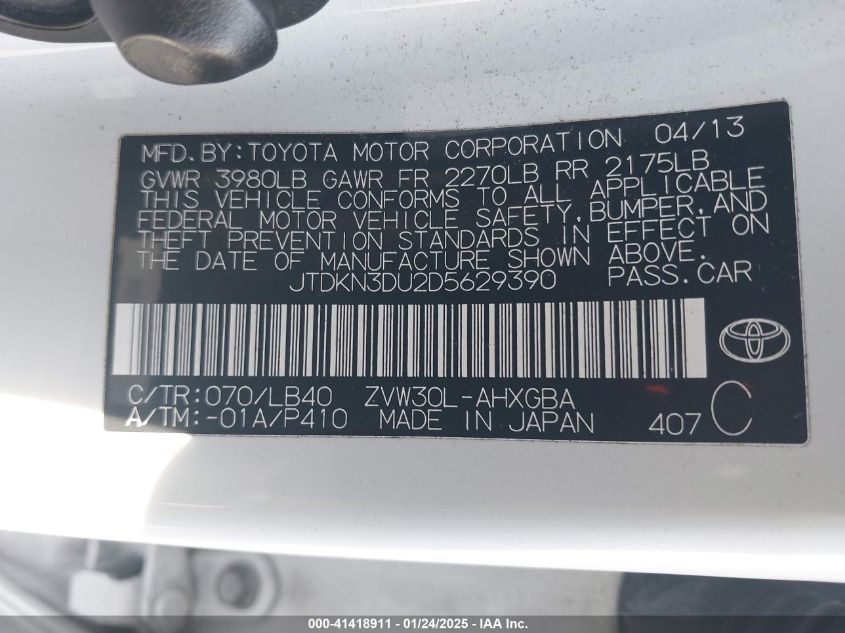 MFD.BY:TOYOTA MOTOR CORPORATION 04/13
GVWR 3980LB GAWR FR 2270LB RR 2175LB
THIS VEHICLE CONFORMS TO ALL APPLICABLE
FEDERAL MOTOR VEHICLE SAFETY,BUMPER,AND
THEFT PREVENTION STANDARDS IN EFFECT ON
THE DATE OF MANUFACTURE SHOWN ABOVE.
JTDKN3DU2D5629390 PASS.CAR
C/TR:070/LB40 ZVW30L-AHXGBA
A/TM:-01A/P410 MADE IN JAPAN 407 C
000-41418911 - 01/24/2025 - IAA Inc.